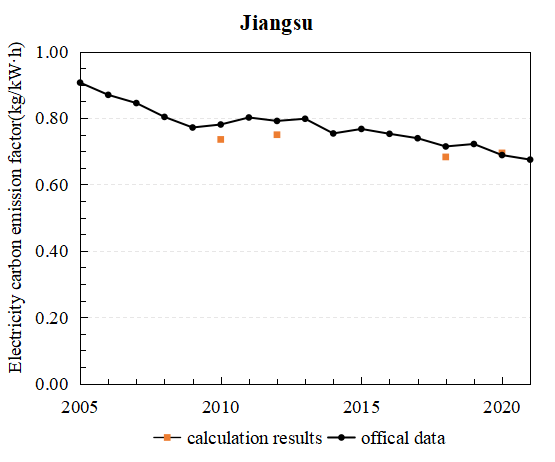 Jiangsu
Electricity carbon emission factor(kg/kW·h)
1.00
0.80
0.60
0.40
0.20
0.00
2005 2010 2015 2020
calculation results offical data